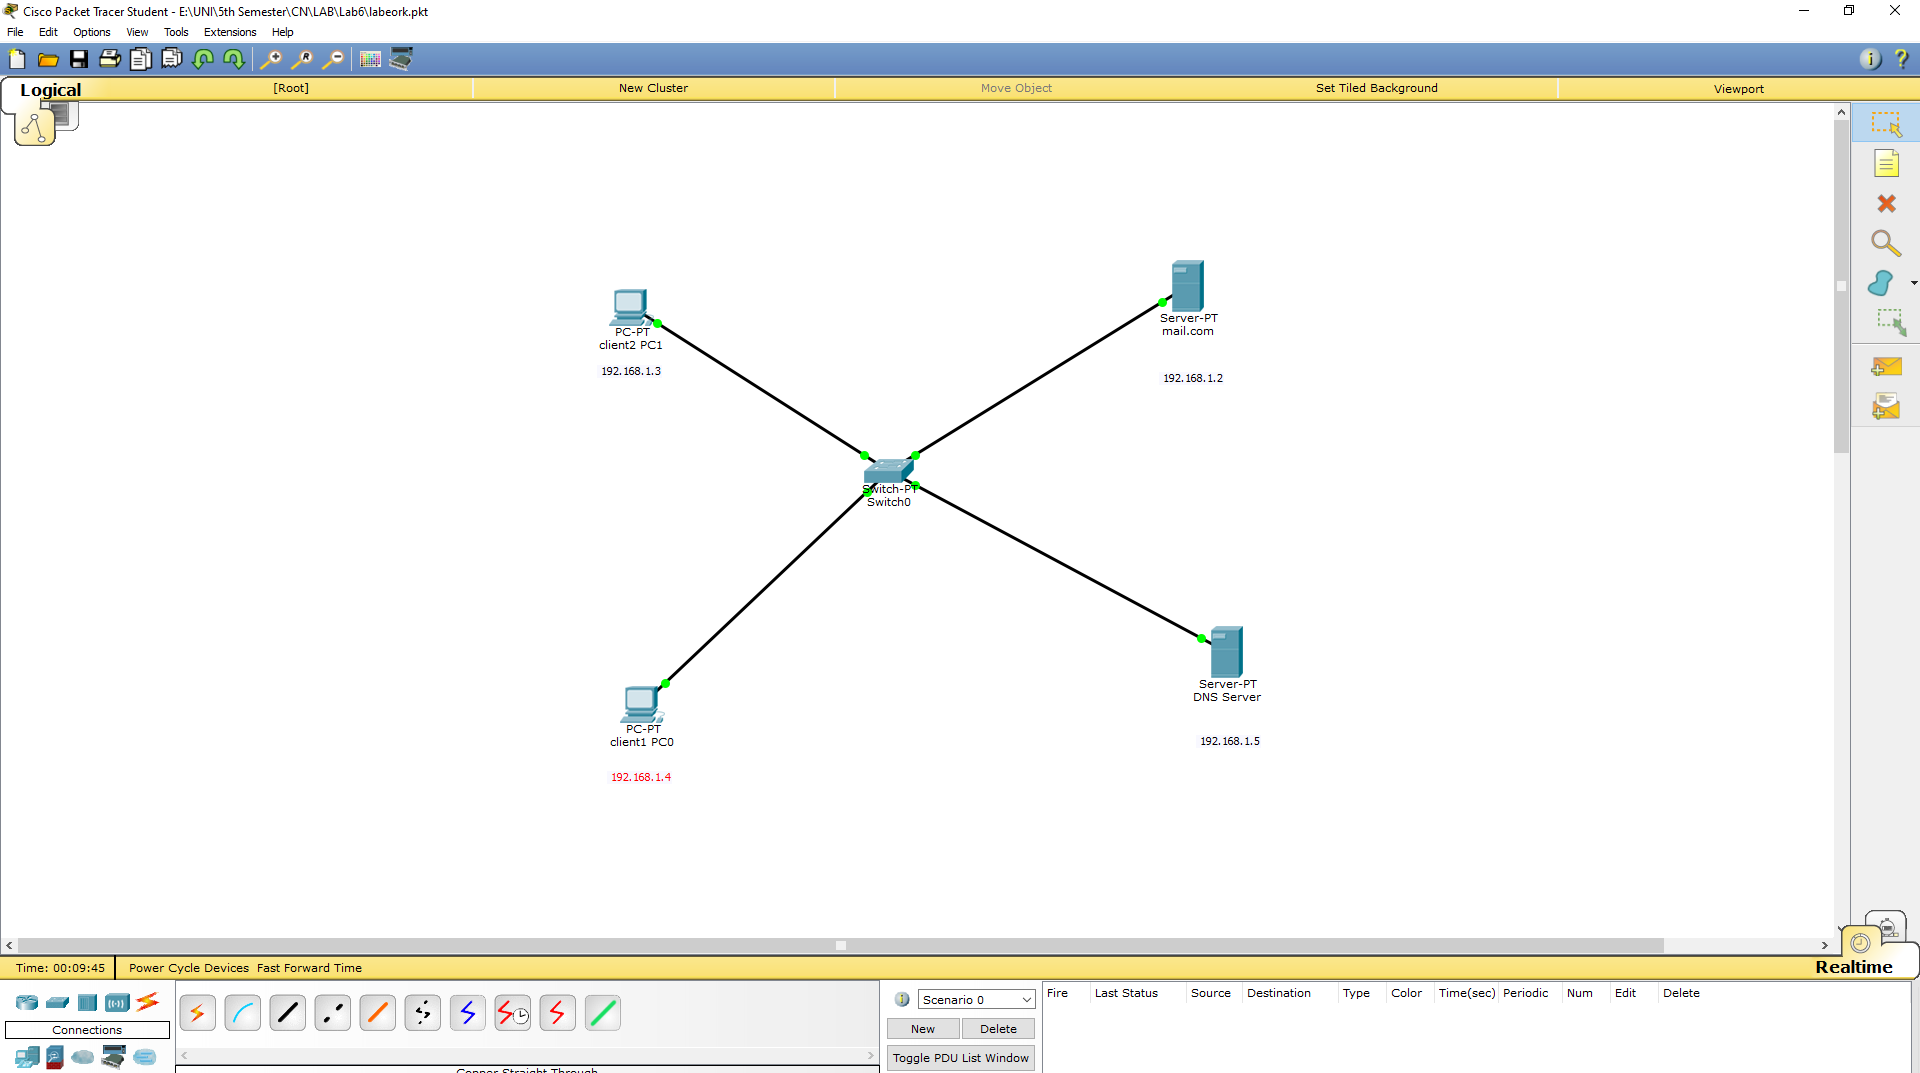 Cisco Packet Tracer Student - E:\UNI\5th Semester\CN\LAB\Lab6\labeork.pkt
File Edit Options View Tools Extensions Help
Logical [Root] New Cluster Move Object Set Tiled Background Viewport
Server-PT
mail.com
192.168.1.2
PC-PT
client2 PC1
192.168.1.3
Switch-PT
Switch0
Server-PT
DNS Server
192.168.1.5
PC-PT
client1 PC0
192.168.1.4
Time: 00:09:45 Power Cycle Devices Fast Forward Time Realtime
Scenario 0 Fire Last Status Source Destination Type Color Time(sec) Periodic Num Edit Delete
Connections New Delete
Toggle PDU List Window
Copper Straight-Through